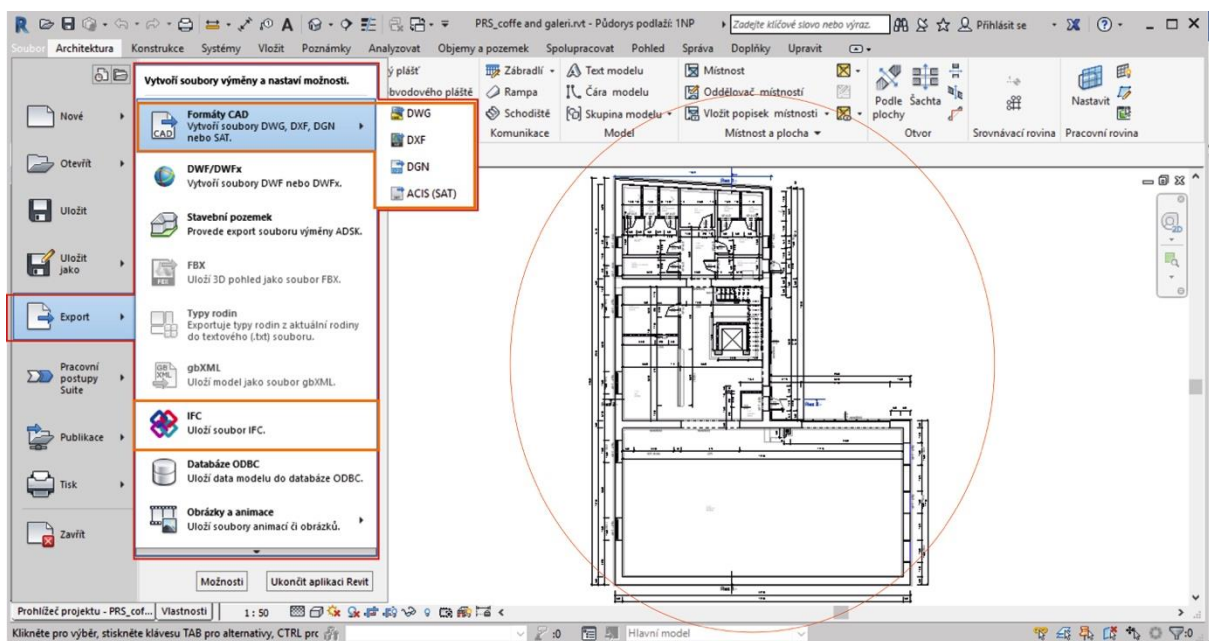 PRS_coffe and galeri.rvt - Půdorys podlaží: 1NP
Zadejte klíčové slovo nebo výraz.
Přihlásit se
Soubor Architektura Konstrukce Systémy Vložit Poznámky Analyzovat Objemy a pozemek Spolupracovat Pohled Správa Doplňky Upravit
ý plášť
bvodového pláště
Zábradlí
Rampa
Schodiště
Komunikace
Text modelu
Čára modelu
Skupina modelu
Model
Místnost
Oddělovač místností
Vložit popisek místnosti
Místnost a plocha
Podle plochy
Šachta
Otvor
Srovnávací rovina
Nastavit
Pracovní rovina
Nové
Otevřít
Uložit
Uložit
jako
Export
Pracovní
postupy
Suite
Publikace
Tisk
Zavřít
Vytvoří soubory výměny a nastaví možnosti.
CAD
Formáty CAD
Vytvoří soubory DWG, DXF, DGN
nebo SAT.
DWF/DWFx
Vytvoří soubory DWF nebo DWFx.
Stavební pozemek
Provede export souboru výměny ADSK.
FBX
Uloží 3D pohled jako soubor FBX.
Typy rodin
Exportuje typy rodin z aktuální rodiny
do textového (.txt) souboru.
gbXML
Uloží model jako soubor gbXML.
IFC
Uloží soubor IFC.
Databáze ODBC
Uloží data modelu do databáze ODBC.
Obrázky a animace
Uloží soubory animací či obrázků.
DWG
DXF
DGN
ACIS (SAT)
Možnosti
Ukončit aplikaci Revit
Prohlížeč projektu - PRS_cof...
Vlastnosti
1 : 50
Klikněte pro výběr, stiskněte klávesu TAB pro alternativy, CTRL prc
:0
Hlavní model
:0